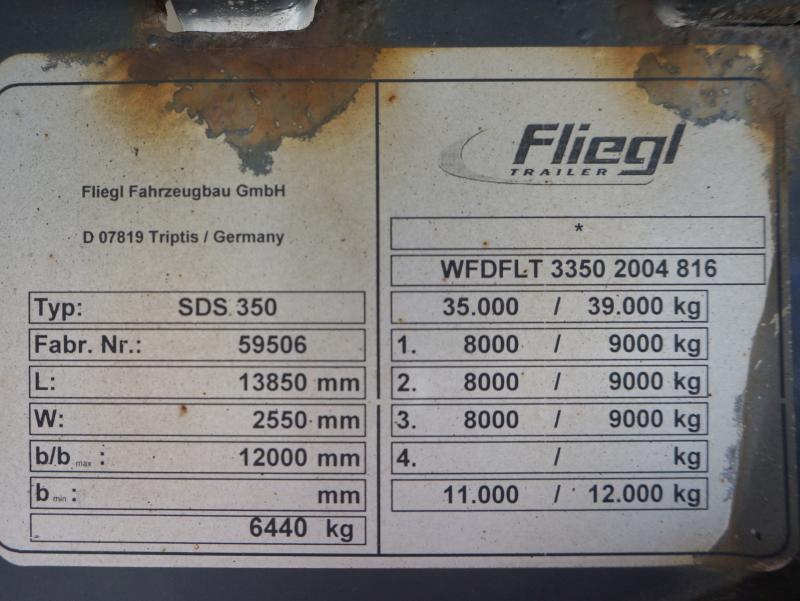 Fliegl Fahrzeugbau GmbH
D 07819 Triptis / Germany
Typ: SDS 350
Fabr. Nr.: 59506
L: 13850 mm
W: 2550 mm
b/b max : 12000 mm
b min : mm
6440 kg
Fliegl
TRAILER
*
WFDFLT 3350 2004 816
35.000 / 39.000 kg
1. 8000 / 9000 kg
2. 8000 / 9000 kg
3. 8000 / 9000 kg
4. / kg
11.000 / 12.000 kg